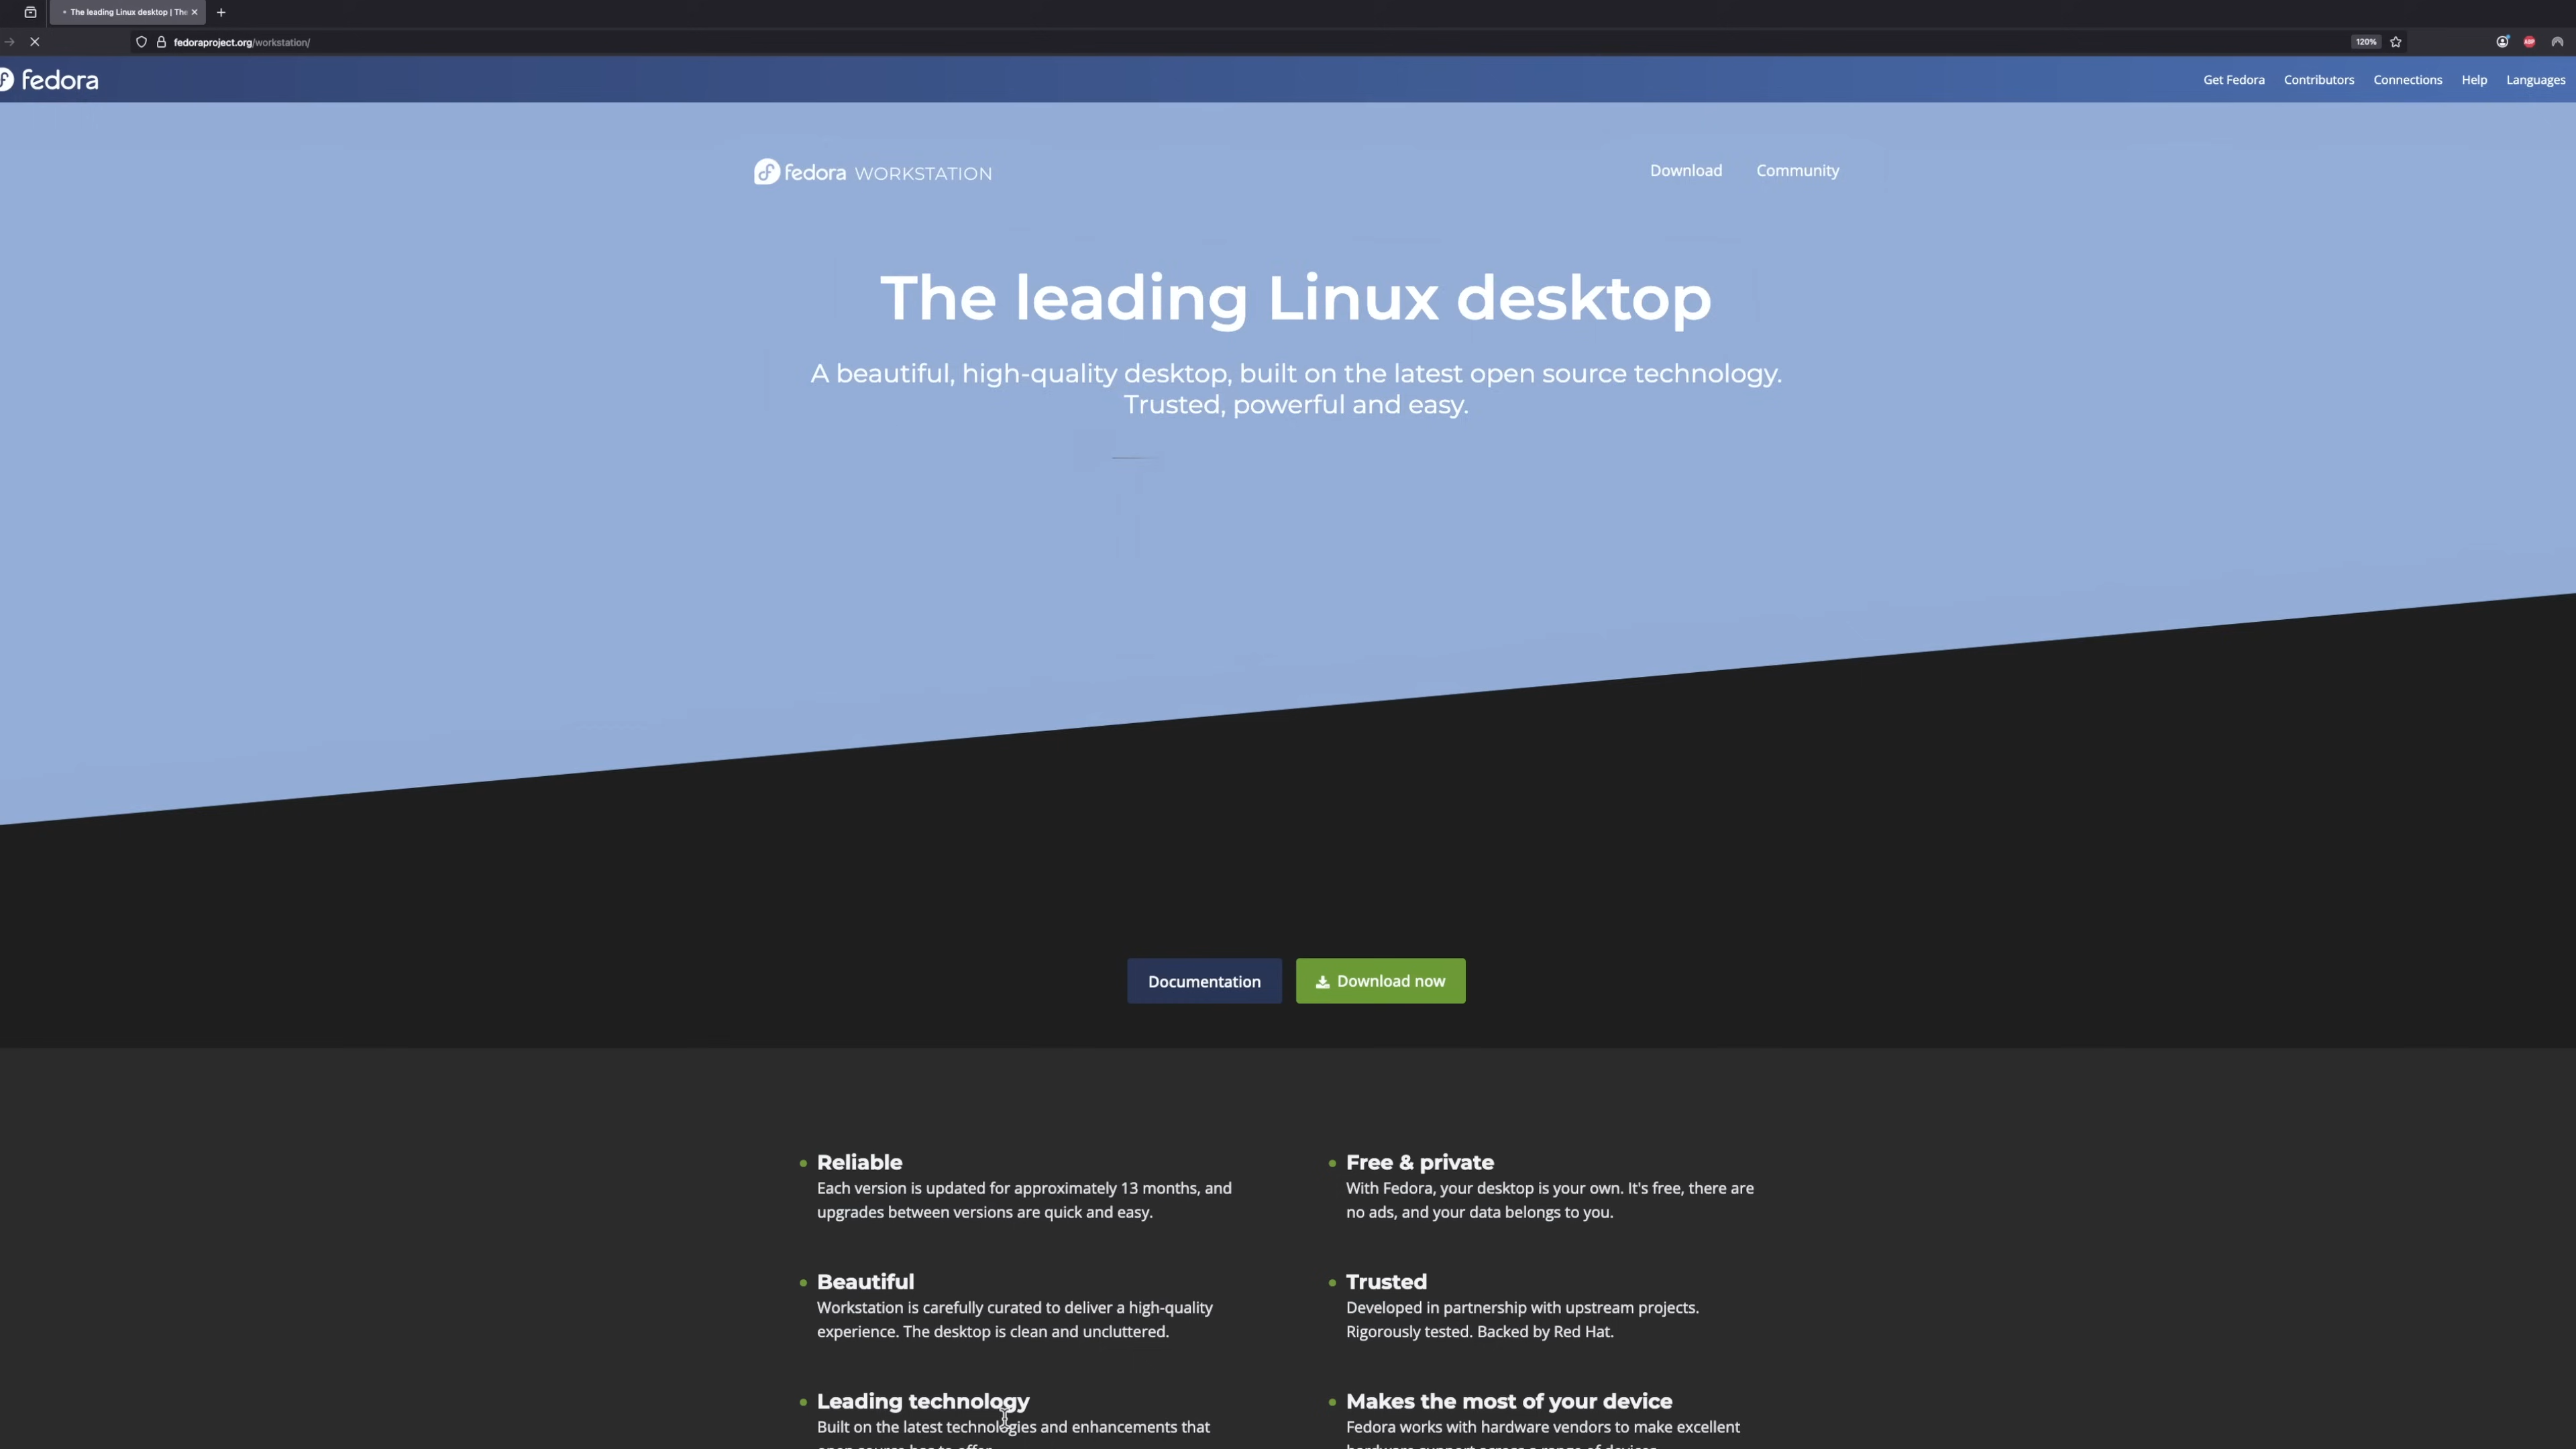 The leading Linux desktop | The
fedoraproject.org/workstation/
120%
ABP
fedora
Get Fedora
Contributors
Connections
Help
Languages
fedora WORKSTATION
Download
Community
The leading Linux desktop
A beautiful, high-quality desktop, built on the latest open source technology.
Trusted, powerful and easy.
Documentation
Download now
Reliable
Each version is updated for approximately 13 months, and
upgrades between versions are quick and easy.
Free & private
With Fedora, your desktop is your own. It's free, there are
no ads, and your data belongs to you.
Beautiful
Workstation is carefully curated to deliver a high-quality
experience. The desktop is clean and uncluttered.
Trusted
Developed in partnership with upstream projects.
Rigorously tested. Backed by Red Hat.
Leading technology
Built on the latest technologies and enhancements that
Makes the most of your device
Fedora works with hardware vendors to make excellent